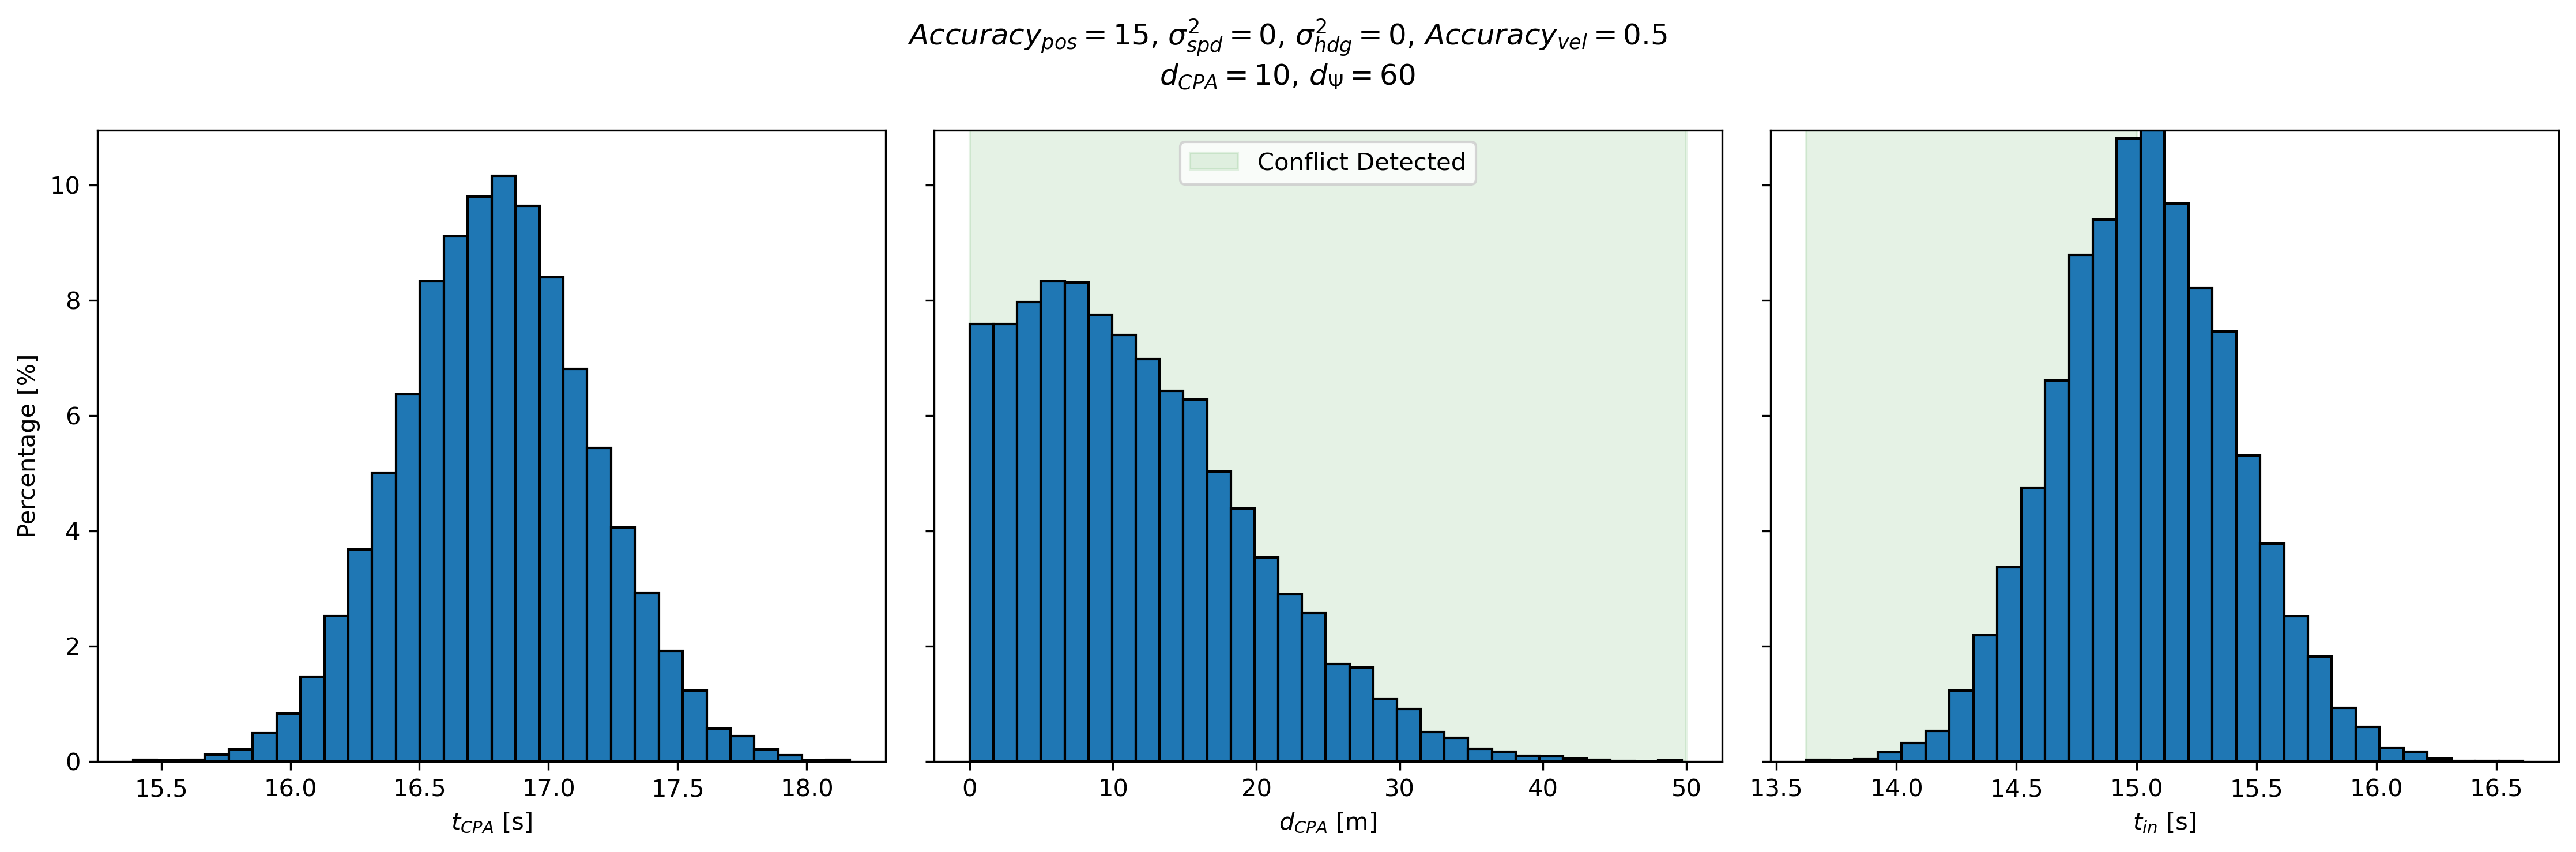 Accuracy_pos = 15, σ²_spd = 0, σ²_hdg = 0, Accuracy_vel = 0.5
d_CPA = 10, d_Ψ = 60
Percentage [%]
10
8
6
4
2
0
15.5 16.0 16.5 17.0 17.5 18.0
t_CPA [s]
Conflict Detected
0 10 20 30 40 50
d_CPA [m]
13.5 14.0 14.5 15.0 15.5 16.0 16.5
t_in [s]